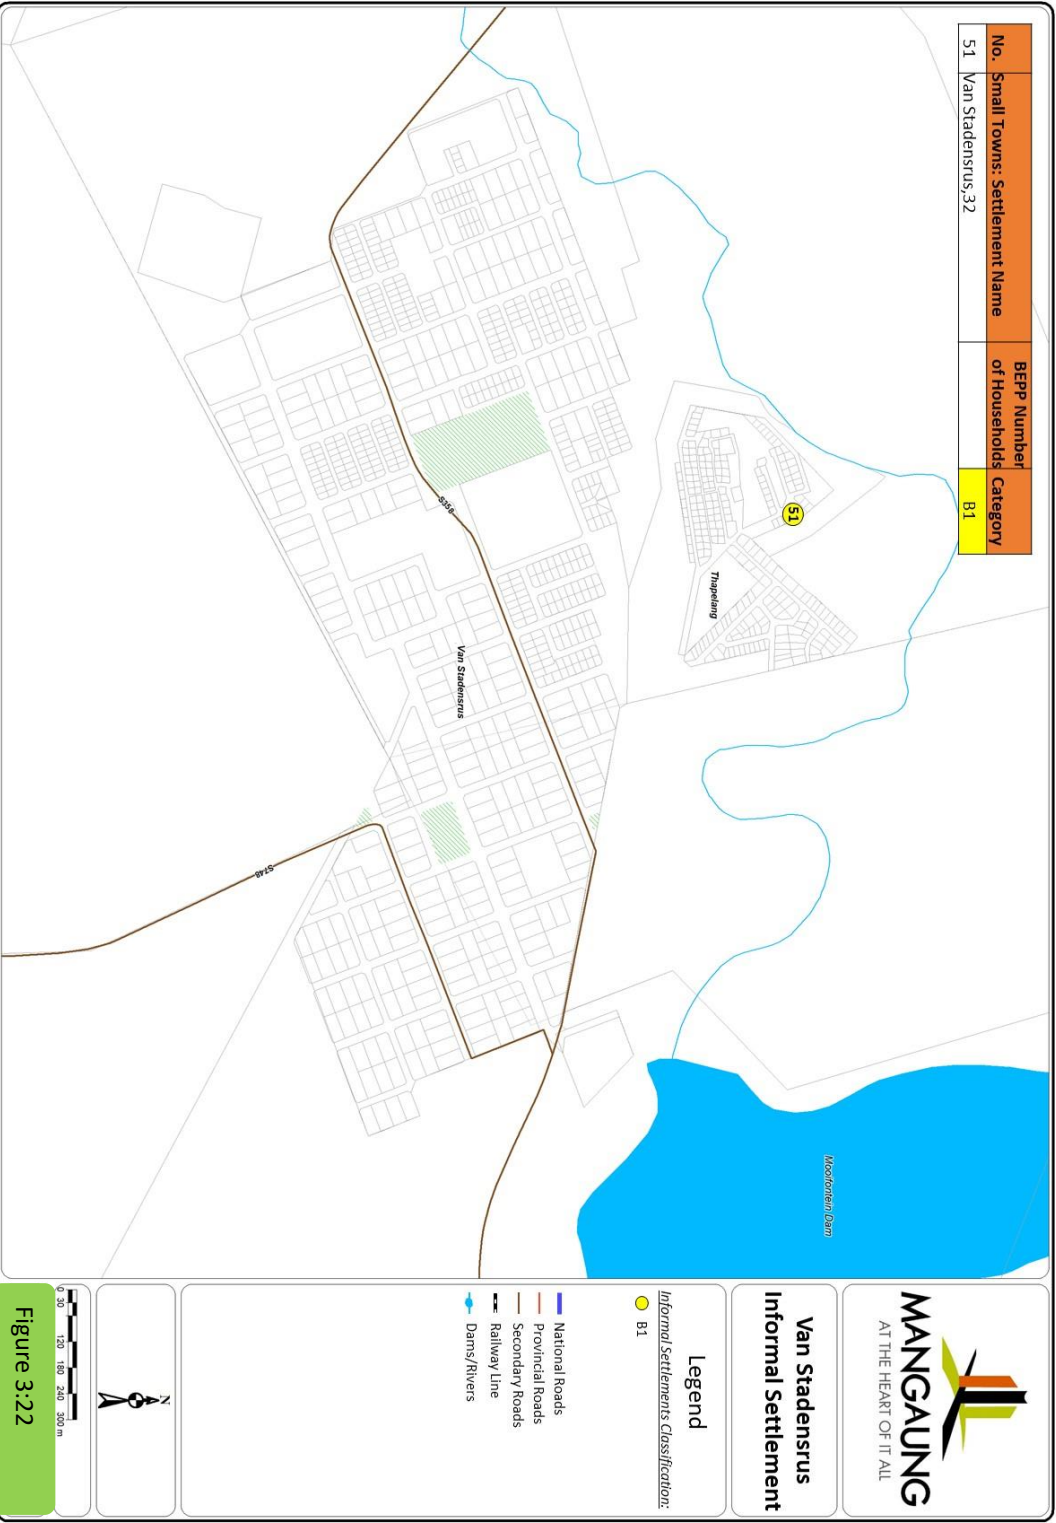 No. Small Towns: Settlement Name
BEPP Number
of Households
Category
51 Van Stadensrus,32 B1
51
Thapelang
S358
Van Stadensrus
S748
Mooifontein Dam
MANGAUNG
AT THE HEART OF IT ALL
Van Stadensrus
Informal Settlement
Legend
Informal Settlements Classification:
B1
National Roads
Provincial Roads
Secondary Roads
Railway Line
Dams/Rivers
N
0 30 120 180 240 300 m
Figure 3:22